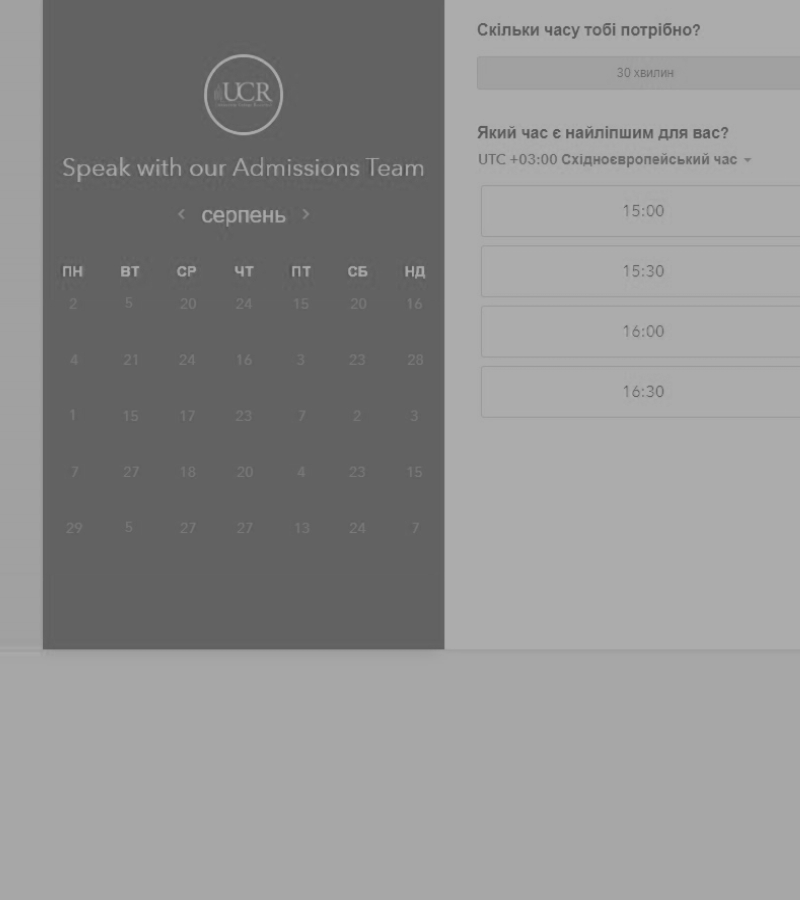 UCR
Speak with our Admissions Team
серпень
ПН ВТ СР ЧТ ПТ СБ НД
2 5 20 24 15 20 16
4 21 24 16 3 23 28
1 15 17 23 7 2 3
7 27 18 20 4 23 15
29 5 27 27 13 24 7
Скільки часу тобі потрібно?
30 хвилин
Який час є найліпшим для вас?
UTC +03:00 Східноєвропейський час
15:00
15:30
16:00
16:30